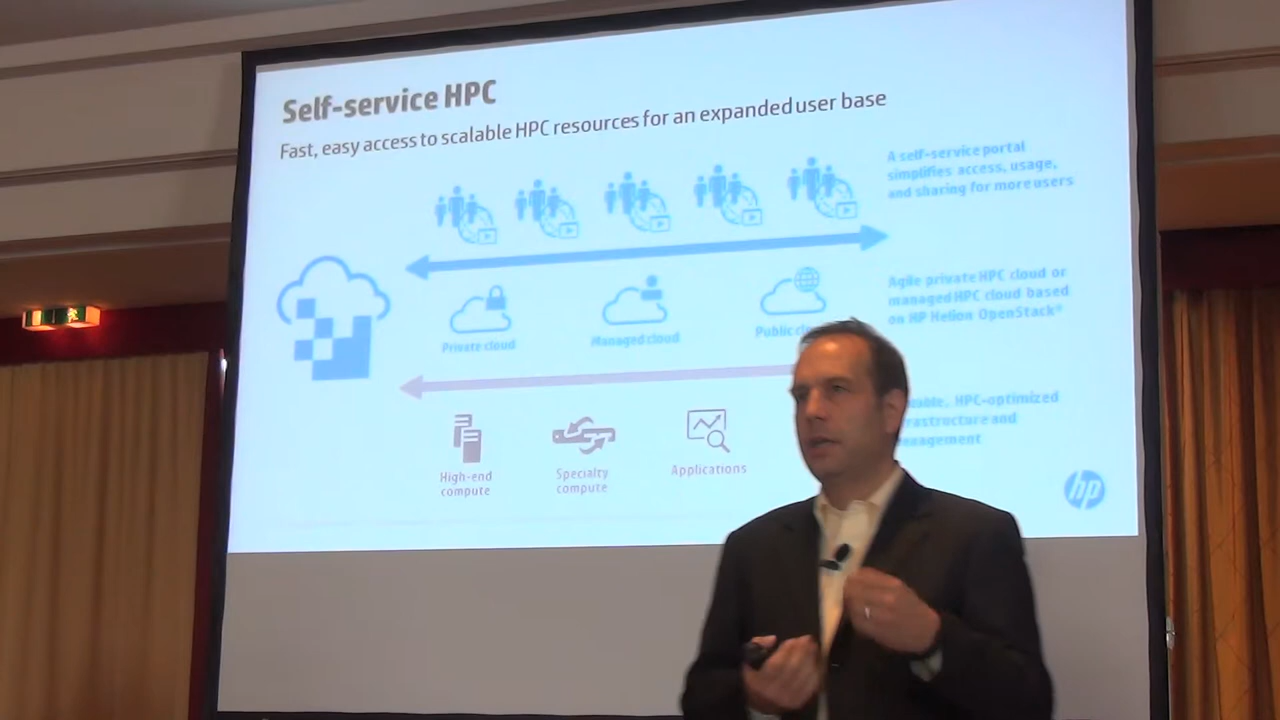 Self-service HPC
Fast, easy access to scalable HPC resources for an expanded user base
A self-service portal
simplifies access, usage,
and sharing for more users
Agile private HPC cloud or
managed HPC cloud based
on HP Helion OpenStack®
Private cloud
Managed cloud
Public
HPC-optimized
and
High-end
compute
Specialty
compute
Applications
hp